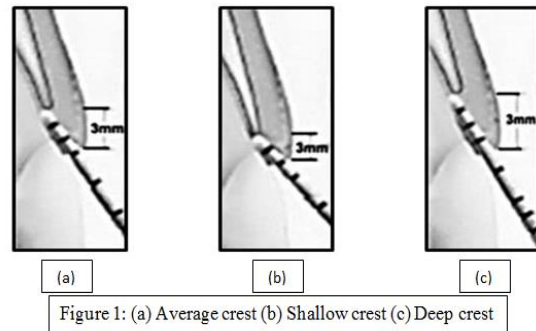 3mm
3mm
3mm
(a)
(b)
(c)
Figure 1: (a) Average crest (b) Shallow crest (c) Deep crest